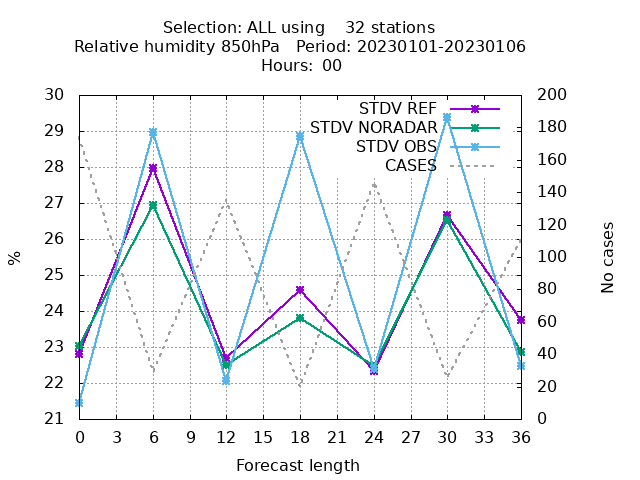 Selection: ALL using    32 stations
Relative humidity 850hPa   Period: 20230101-20230106
Hours: 00
STDV REF
STDV NORADAR
STDV OBS
CASES
30
29
28
27
26
25
24
23
22
21
%
200
180
160
140
120
100
80
60
40
20
0
No cases
0 3 6 9 12 15 18 21 24 27 30 33 36
Forecast length